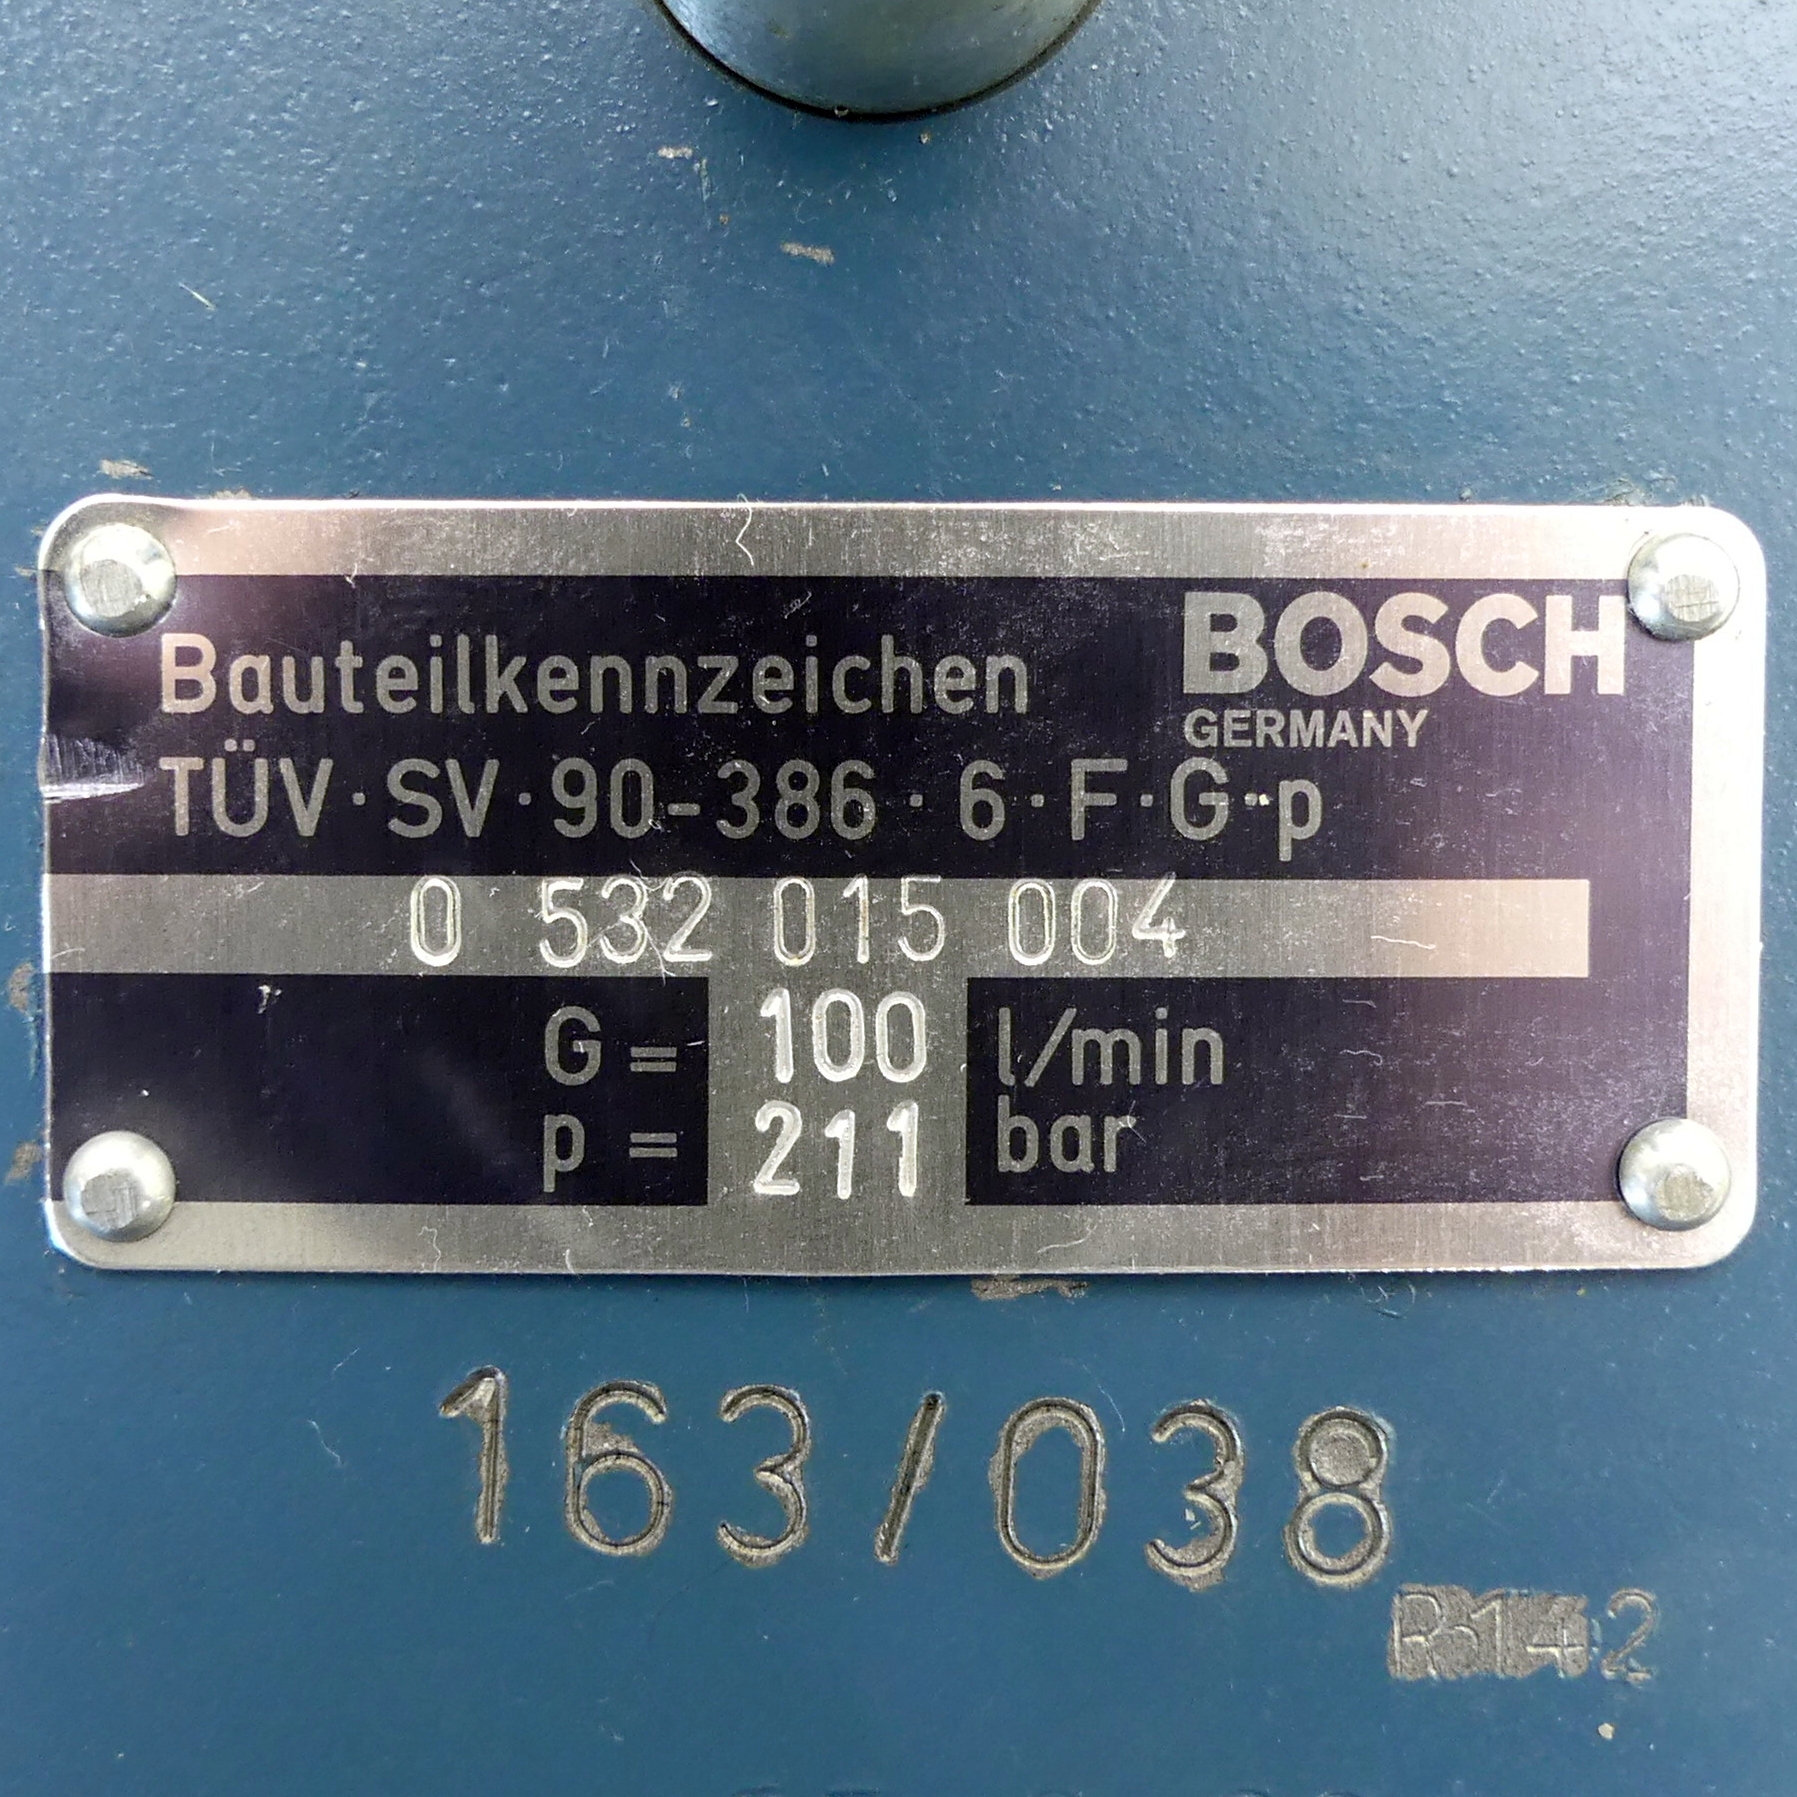 Bauteilkennzeichen
BOSCH
GERMANY
TÜV·SV·90-386·6·F·G·p
0 532 015 004
G = 100 l/min
p = 211 bar
163/038